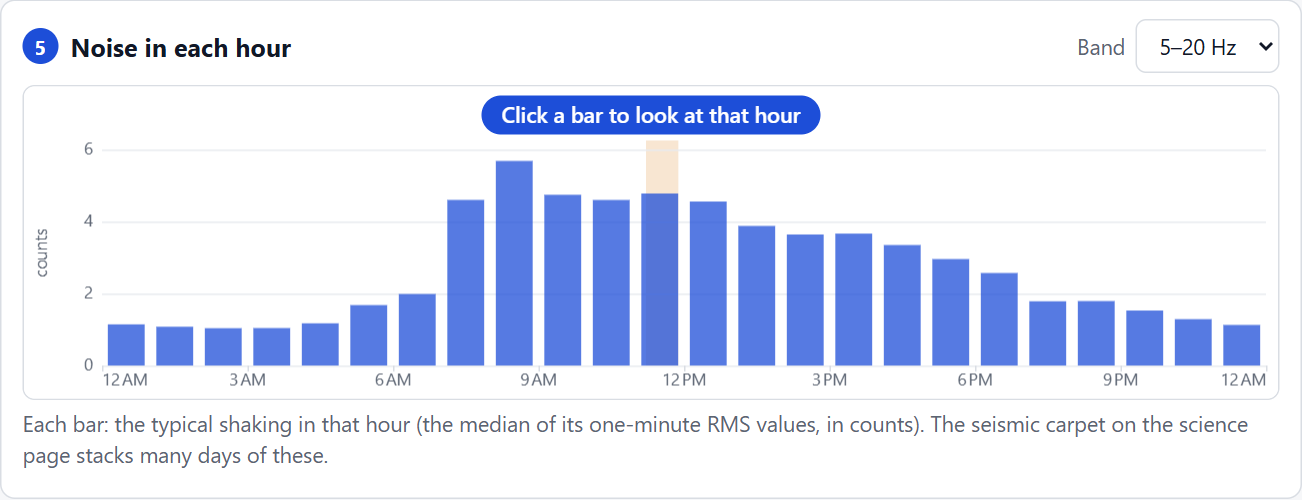 5 Noise in each hour
Band 5–20 Hz
Click a bar to look at that hour
counts
6
4
2
0
12 AM 3 AM 6 AM 9 AM 12 PM 3 PM 6 PM 9 PM 12 AM
Each bar: the typical shaking in that hour (the median of its one-minute RMS values, in counts). The seismic carpet on the science
page stacks many days of these.